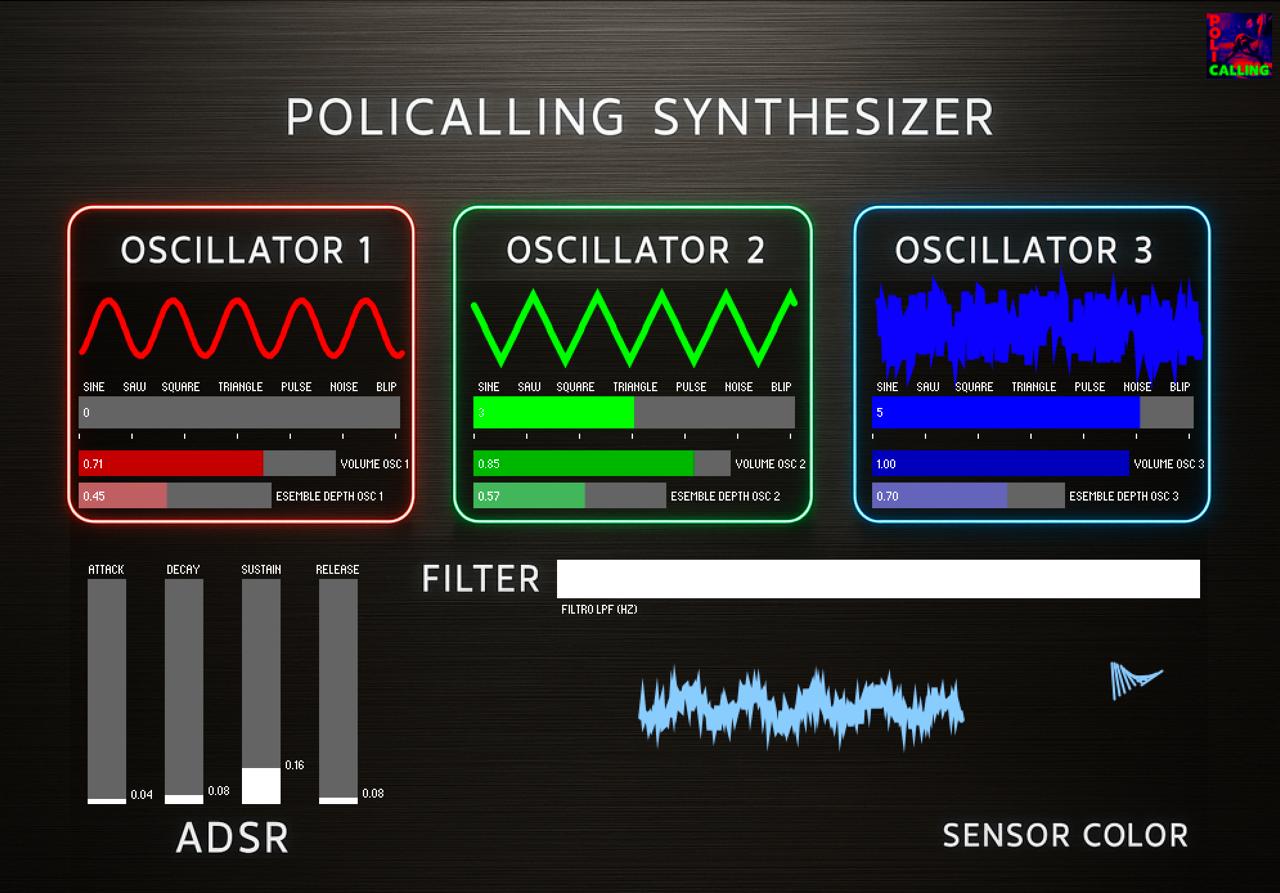 POLI
CALLING
POLICALLING SYNTHESIZER
OSCILLATOR 1
SINE SAW SQUARE TRIANGLE PULSE NOISE BLIP
0
0.71 VOLUME OSC 1
0.45 ESEMBLE DEPTH OSC 1
OSCILLATOR 2
SINE SAW SQUARE TRIANGLE PULSE NOISE BLIP
3
0.85 VOLUME OSC 2
0.57 ESEMBLE DEPTH OSC 2
OSCILLATOR 3
SINE SAW SQUARE TRIANGLE PULSE NOISE BLIP
5
1.00 VOLUME OSC 3
0.70 ESEMBLE DEPTH OSC 3
ATTACK DECAY SUSTAIN RELEASE
0.04 0.08 0.16 0.08
ADSR
FILTER
FILTRO LPF (HZ)
SENSOR COLOR